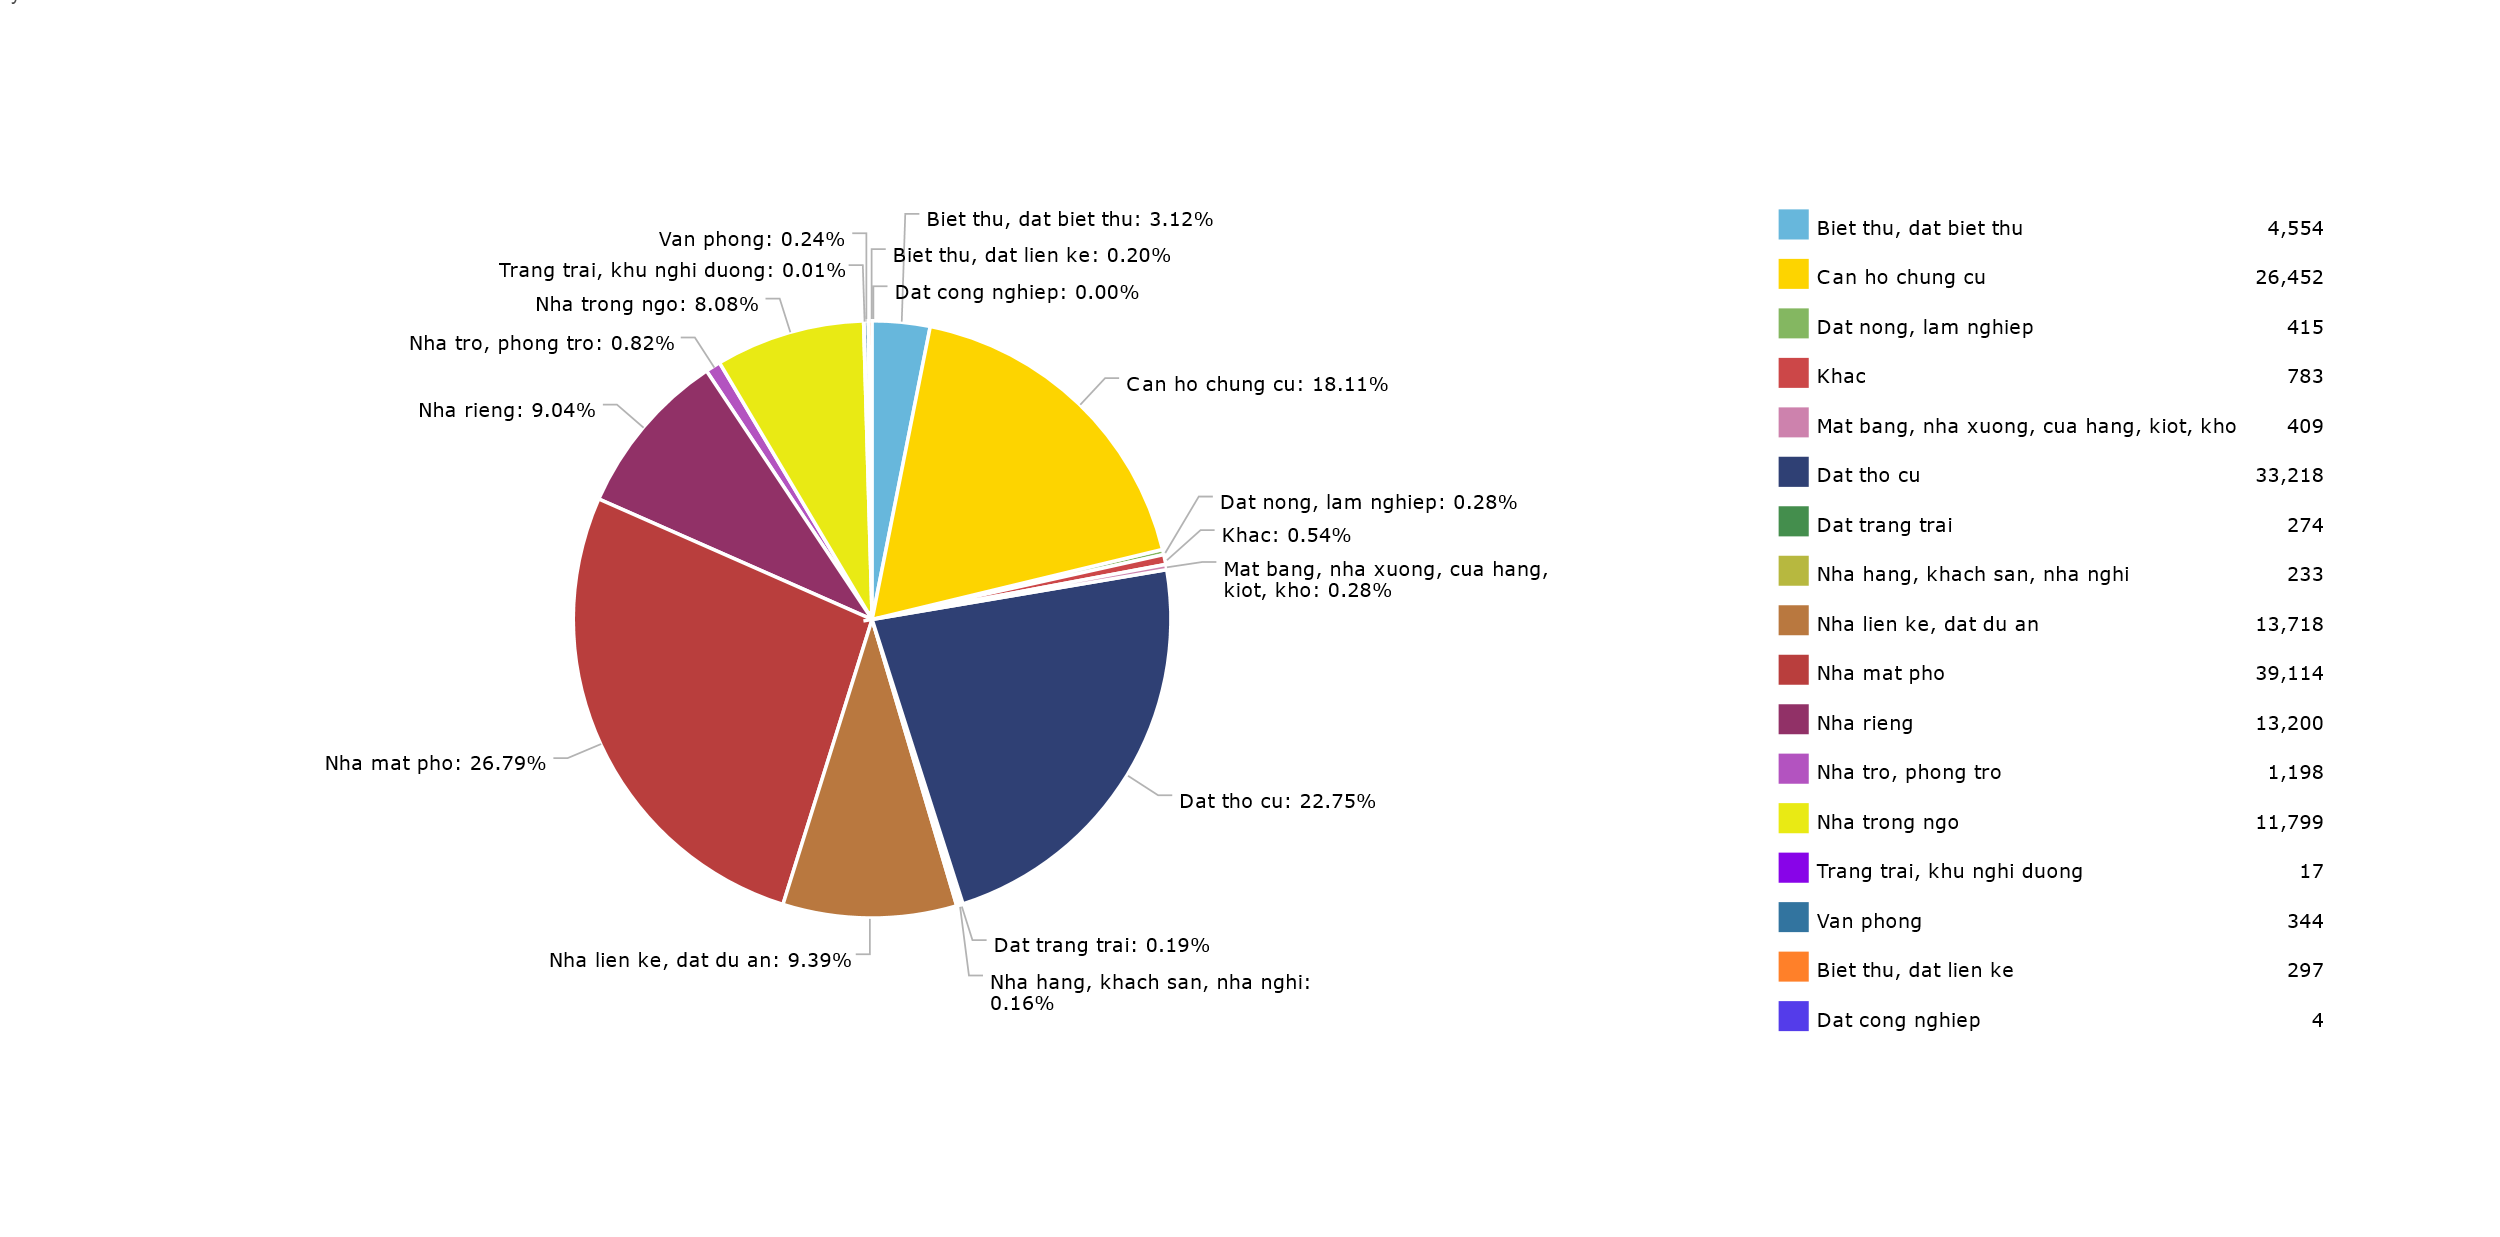 Biet thu, dat biet thu: 3.12%
Van phong: 0.24%
Biet thu, dat lien ke: 0.20%
Trang trai, khu nghi duong: 0.01%
Dat cong nghiep: 0.00%
Nha trong ngo: 8.08%
Nha tro, phong tro: 0.82%
Can ho chung cu: 18.11%
Nha rieng: 9.04%
Dat nong, lam nghiep: 0.28%
Khac: 0.54%
Mat bang, nha xuong, cua hang,
kiot, kho: 0.28%
Nha mat pho: 26.79%
Dat tho cu: 22.75%
Dat trang trai: 0.19%
Nha lien ke, dat du an: 9.39%
Nha hang, khach san, nha nghi:
0.16%
Biet thu, dat biet thu 4,554
Can ho chung cu 26,452
Dat nong, lam nghiep 415
Khac 783
Mat bang, nha xuong, cua hang, kiot, kho 409
Dat tho cu 33,218
Dat trang trai 274
Nha hang, khach san, nha nghi 233
Nha lien ke, dat du an 13,718
Nha mat pho 39,114
Nha rieng 13,200
Nha tro, phong tro 1,198
Nha trong ngo 11,799
Trang trai, khu nghi duong 17
Van phong 344
Biet thu, dat lien ke 297
Dat cong nghiep 4